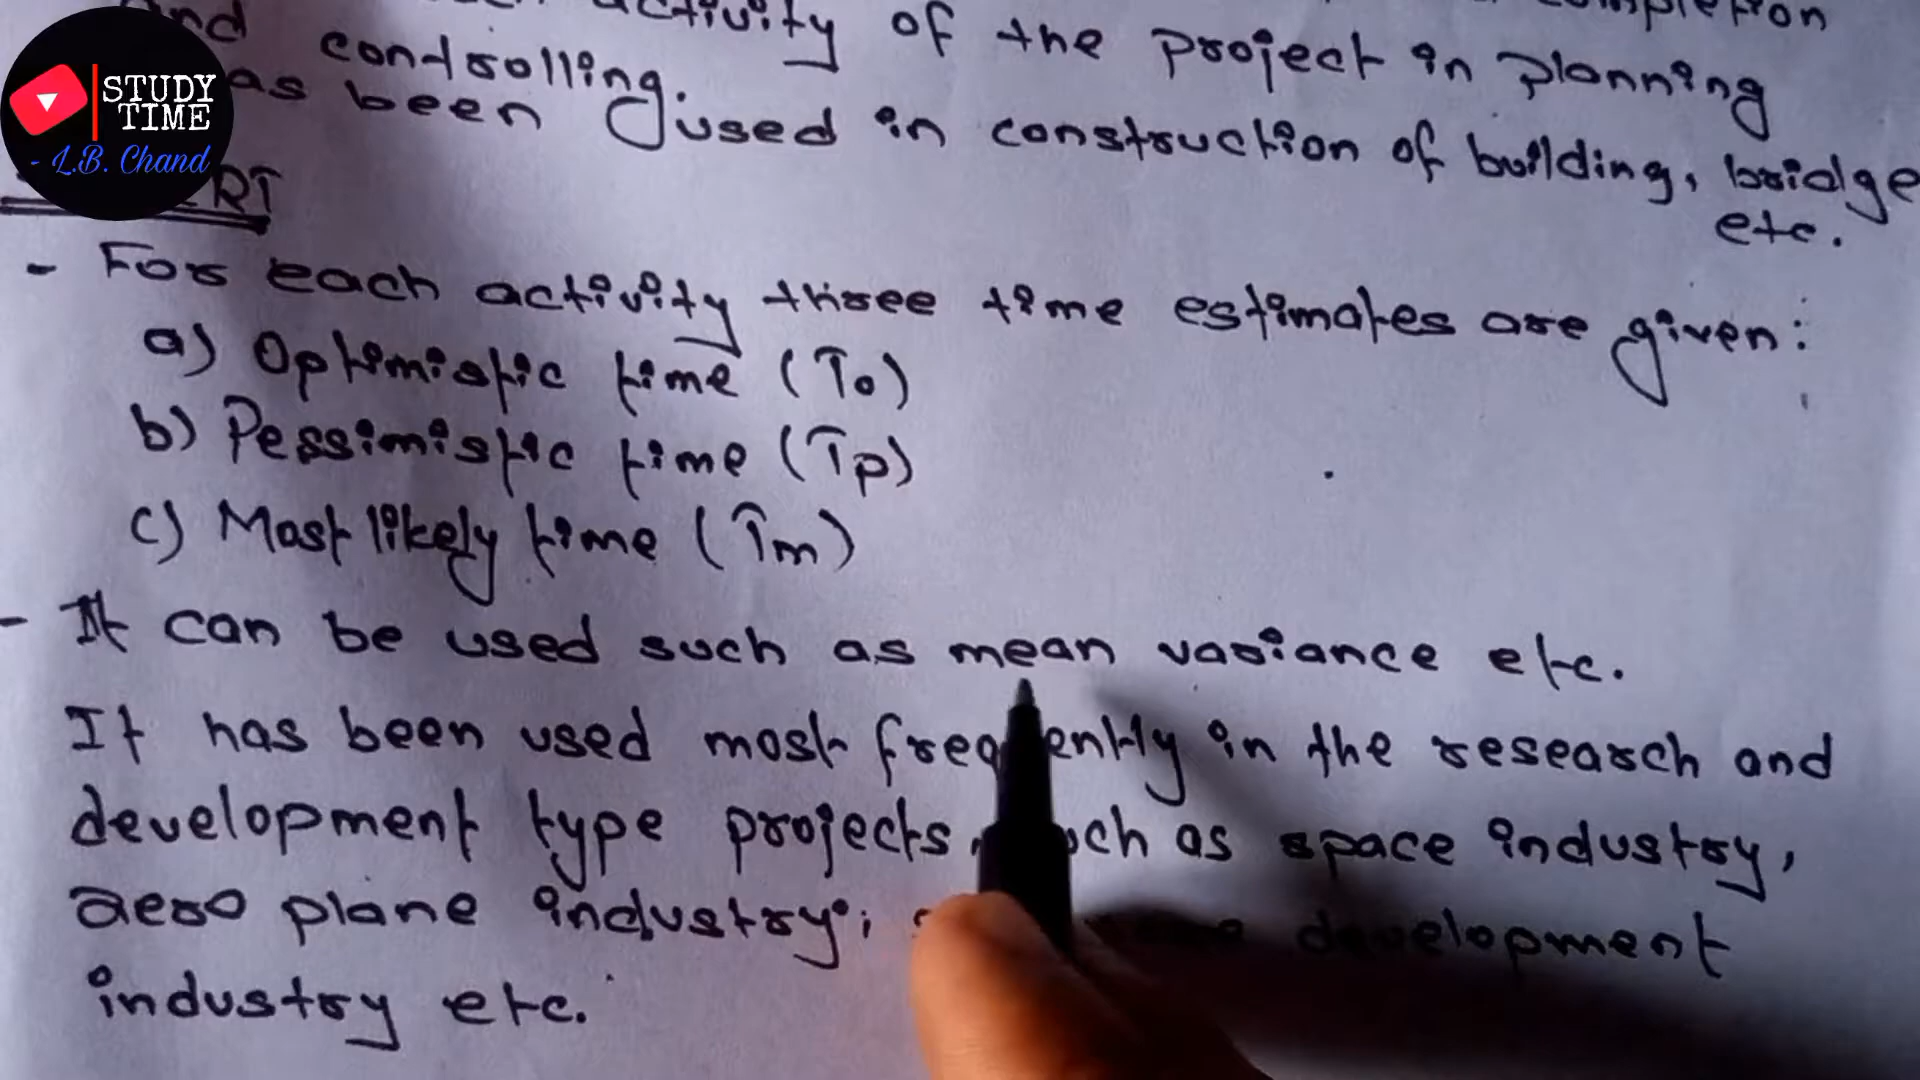 activity of the project in planning
and controlling.
as been used in construction of building, bridge
etc.
STUDY
TIME
- L.B. Chand
- For each activity three time estimates are given:
a) Optimistic time (To)
b) Pessimistic time (Tp)
c) Most likely time (Tm)
- It can be used such as mean variance etc.
It has been used most frequently in the research and
development type projects, such as space industry,
aero plane industry, development
industry etc.